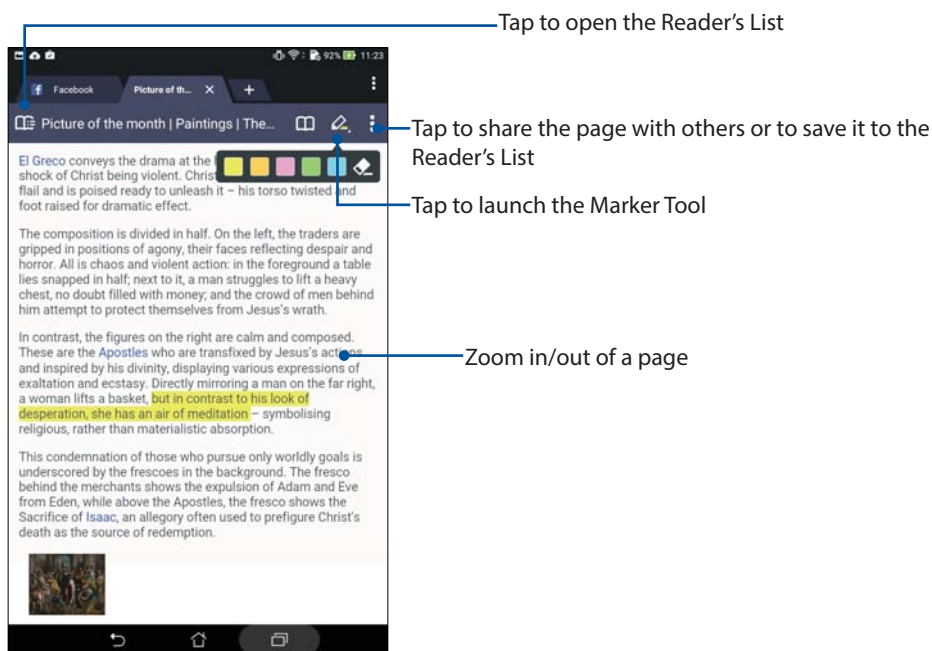 Tap to open the Reader's List
92% 11:23
Facebook Picture of th... X +
Picture of the month | Paintings | The...
Tap to share the page with others or to save it to the
Reader's List
El Greco conveys the drama at the
shock of Christ being violent. Christ
flail and is poised ready to unleash it – his torso twisted and
foot raised for dramatic effect.
Tap to launch the Marker Tool
The composition is divided in half. On the left, the traders are
gripped in positions of agony, their faces reflecting despair and
horror. All is chaos and violent action: in the foreground a table
lies snapped in half; next to it, a man struggles to lift a heavy
chest, no doubt filled with money; and the crowd of men behind
him attempt to protect themselves from Jesus's wrath.
In contrast, the figures on the right are calm and composed.
These are the Apostles who are transfixed by Jesus's actions
and inspired by his divinity, displaying various expressions of
exaltation and ecstasy. Directly mirroring a man on the far right,
a woman lifts a basket, but in contrast to his look of
desperation, she has an air of meditation – symbolising
religious, rather than materialistic absorption.
Zoom in/out of a page
This condemnation of those who pursue only worldly goals is
underscored by the frescoes in the background. The fresco
behind the merchants shows the expulsion of Adam and Eve
from Eden, while above the Apostles, the fresco shows the
Sacrifice of Isaac, an allegory often used to prefigure Christ's
death as the source of redemption.